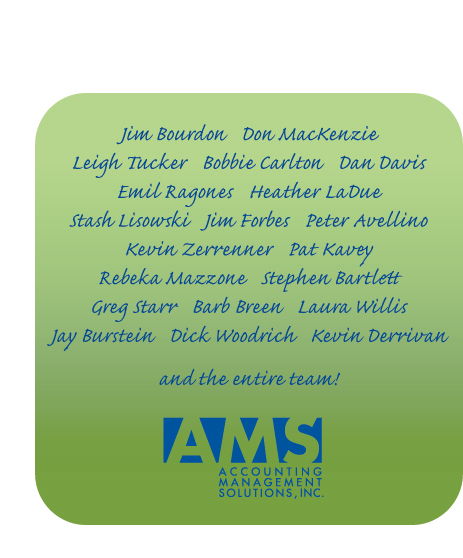 Jim Bourdon Don MacKenzie
Leigh Tucker Bobbie Carlton Dan Davis
Emil Ragones Heather LaDue
Stash Lisowski Jim Forbes Peter Avellino
Kevin Zerrenner Pat Kavey
Rebeka Mazzone Stephen Bartlett
Greg Starr Barb Breen Laura Willis
Jay Burstein Dick Woodrich Kevin Derrivan
and the entire team!
AMS
ACCOUNTING
MANAGEMENT
SOLUTIONS, INC.